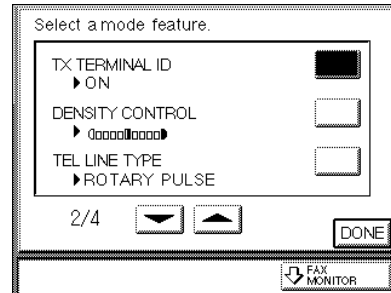 Select a mode feature.
TX TERMINAL ID
ON
DENSITY CONTROL
TEL LINE TYPE
ROTARY PULSE
2/4
DONE
FAX
MONITOR